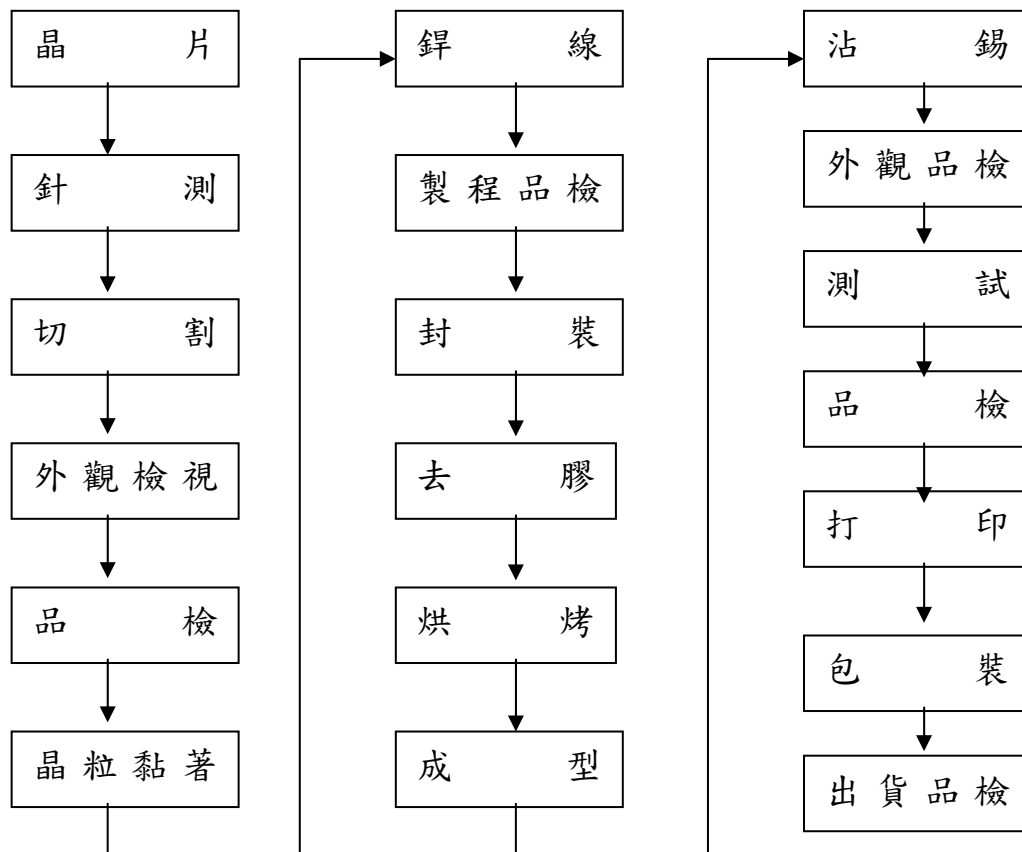 晶片
針測
切割
外觀檢視
品檢
晶粒黏著
銲線
製程品檢
封裝
去膠
烘烤
成型
沾錫
外觀品檢
測試
品檢
打印
包裝
出貨品檢